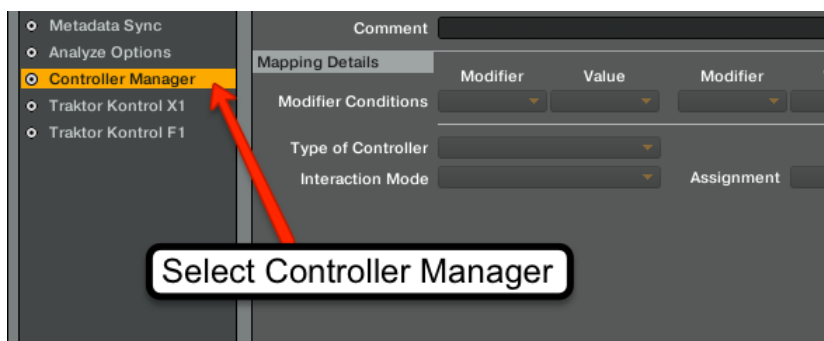 Metadata Sync
Analyze Options
Controller Manager
Traktor Kontrol X1
Traktor Kontrol F1
Comment
Mapping Details
Modifier Value Modifier
Modifier Conditions
Type of Controller
Interaction Mode Assignment
Select Controller Manager